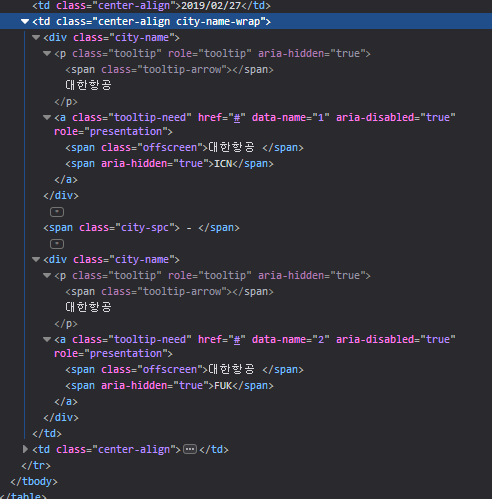 <td class="center-align">2019/02/27</td>
<td class="center-align city-name-wrap">
<div class="city-name">
<p class="tooltip" role="tooltip" aria-hidden="true">
<span class="tooltip-arrow"></span>
대한항공
</p>
<a class="tooltip-need" href="#" data-name="1" aria-disabled="true"
role="presentation">
<span class="offscreen">대한항공 </span>
<span aria-hidden="true">ICN</span>
</a>
</div>
<span class="city-spc"> - </span>
<div class="city-name">
<p class="tooltip" role="tooltip" aria-hidden="true">
<span class="tooltip-arrow"></span>
대한항공
</p>
<a class="tooltip-need" href="#" data-name="2" aria-disabled="true"
role="presentation">
<span class="offscreen">대한항공 </span>
<span aria-hidden="true">FUK</span>
</a>
</div>
</td>
<td class="center-align">…</td>
</tr>
</tbody>
</table>